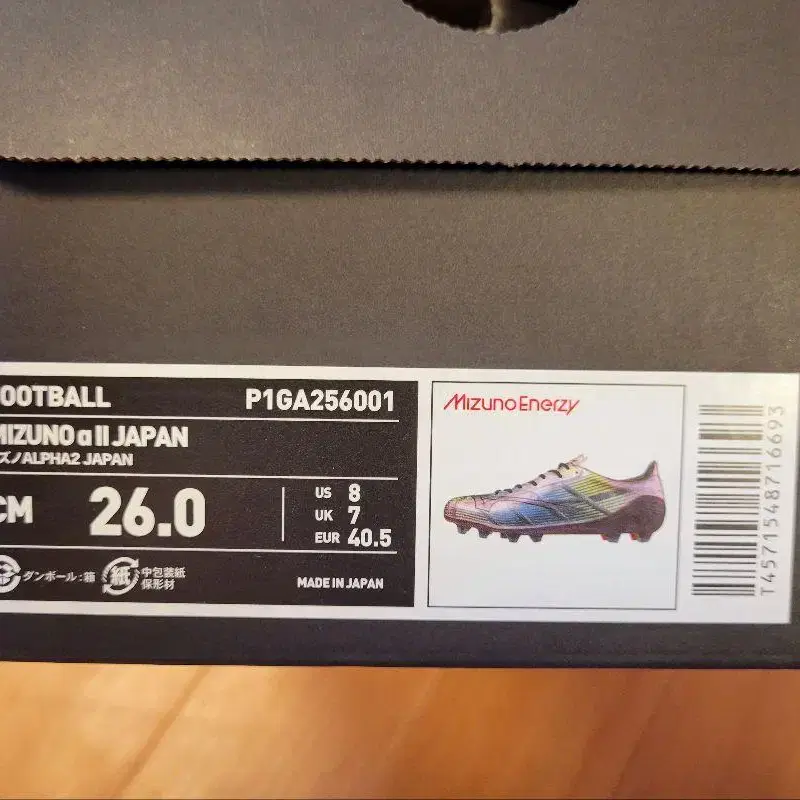 OOTBALL
P1GA256001
MIZUNO α II JAPAN
ズノALPHA2 JAPAN
CM 26.0
US 8
UK 7
EUR 40.5
ダンボール:箱
紙
中包装紙
保形材
MADE IN JAPAN
MIZUNO ENERZY
T4571548716693